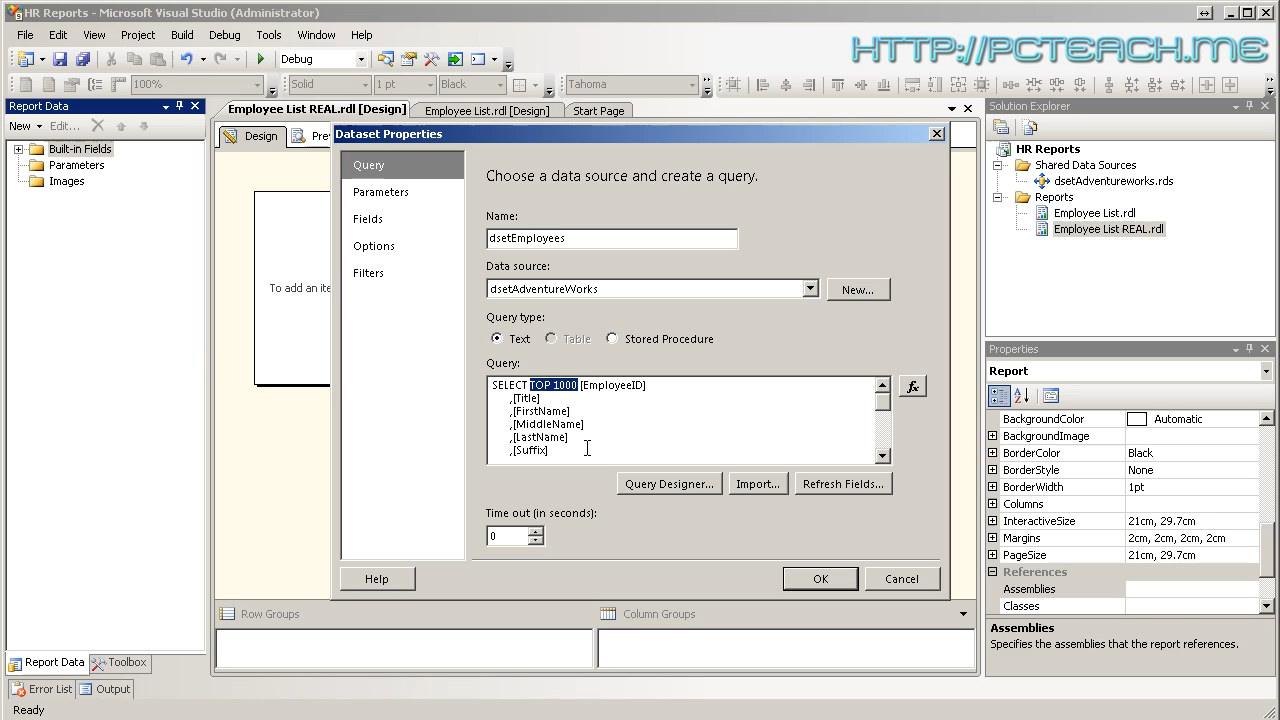 HR Reports - Microsoft Visual Studio (Administrator)
File Edit View Project Build Debug Tools Window Help
HTTP://PCTEACH.ME
Debug
100% Solid 1 pt Black Tahoma
Report Data
New Edit...
Built-in Fields
Parameters
Images
Employee List REAL.rdl [Design] Employee List.rdl [Design] Start Page
Design
To add an ite
Dataset Properties
Query
Parameters
Fields
Options
Filters
Choose a data source and create a query.
Name:
dsetEmployees
Data source:
dsetAdventureWorks
New...
Query type:
Text Table Stored Procedure
Query:
SELECT TOP 1000 [EmployeeID]
,[Title]
,[FirstName]
,[MiddleName]
,[LastName]
,[Suffix]
fx
Query Designer... Import... Refresh Fields...
Time out (in seconds):
0
Help OK Cancel
Row Groups Column Groups
Solution Explorer
HR Reports
Shared Data Sources
dsetAdventureworks.rds
Reports
Employee List.rdl
Employee List REAL.rdl
Properties
Report
BackgroundColor Automatic
BackgroundImage
BorderColor Black
BorderStyle None
BorderWidth 1pt
Columns
InteractiveSize 21cm, 29.7cm
Margins 2cm, 2cm, 2cm, 2cm
PageSize 21cm, 29.7cm
References
Assemblies
Classes
Assemblies
Specifies the assemblies that the report references.
Report Data Toolbox
Error List Output
Ready